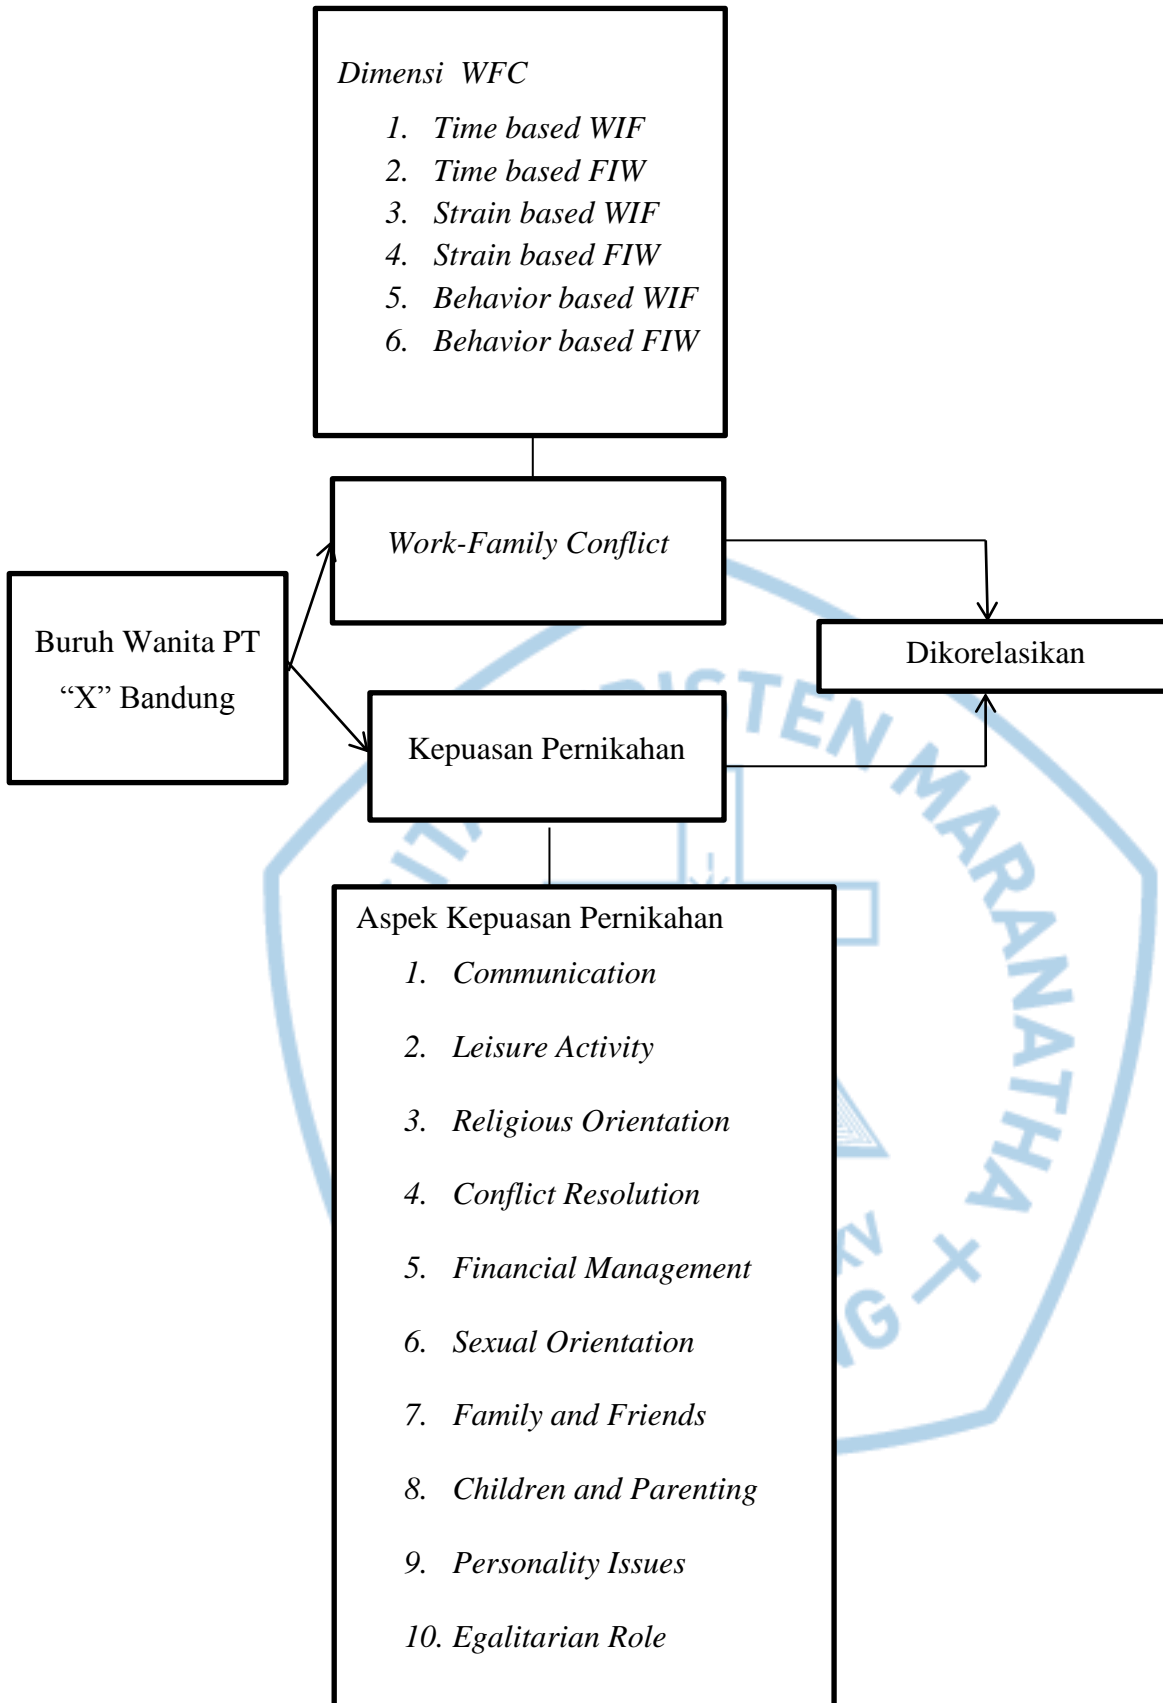 Dimensi WFC
1. Time based WIF
2. Time based FIW
3. Strain based WIF
4. Strain based FIW
5. Behavior based WIF
6. Behavior based FIW
Work-Family Conflict
Buruh Wanita PT
“X” Bandung
Dikorelasikan
Kepuasan Pernikahan
Aspek Kepuasan Pernikahan
1. Communication
2. Leisure Activity
3. Religious Orientation
4. Conflict Resolution
5. Financial Management
6. Sexual Orientation
7. Family and Friends
8. Children and Parenting
9. Personality Issues
10. Egalitarian Role
MARANATHA